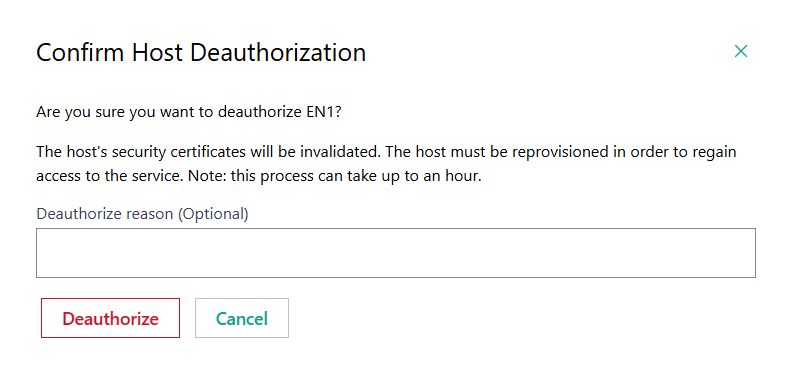 Confirm Host Deauthorization
Are you sure you want to deauthorize EN1?
The host's security certificates will be invalidated. The host must be reprovisioned in order to regain
access to the service. Note: this process can take up to an hour.
Deauthorize reason (Optional)
Deauthorize Cancel